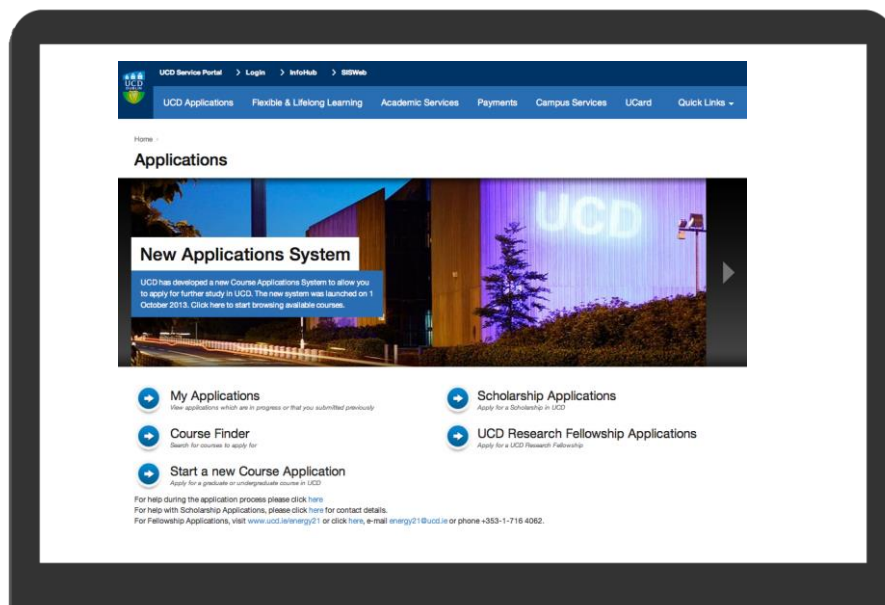 UCD Service Portal > Login > InfoHub > SISWeb
UCD
DUBLIN
UCD Applications Flexible & Lifelong Learning Academic Services Payments Campus Services UCard Quick Links
Home ›
Applications
UCD
New Applications System
UCD has developed a new Course Applications System to allow you
to apply for further study in UCD. The new system was launched on 1
October 2013. Click here to start browsing available courses.
My Applications
View applications which are in progress or that you submitted previously
Scholarship Applications
Apply for a Scholarship in UCD
Course Finder
Search for courses to apply for
UCD Research Fellowship Applications
Apply for a UCD Research Fellowship
Start a new Course Application
Apply for a graduate or undergraduate course in UCD
For help during the application process please click here
For help with Scholarship Applications, please click here for contact details.
For Fellowship Applications, visit www.ucd.ie/energy21 or click here, e-mail energy21@ucd.ie or phone +353-1-716 4062.